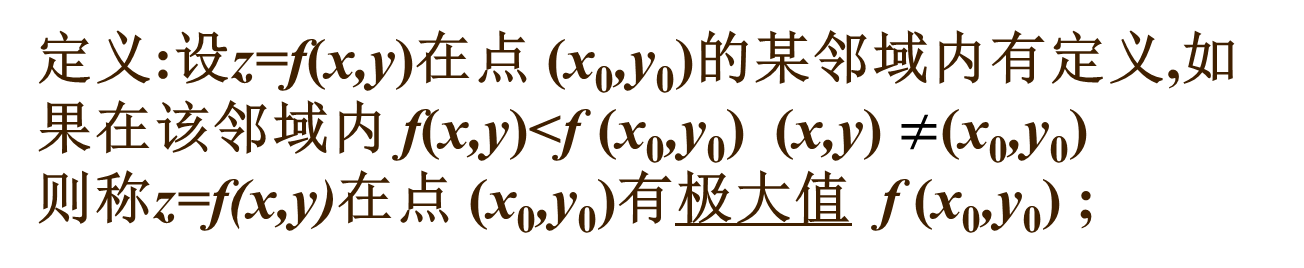 定义:设z=f(x,y)在点 (x₀,y₀)的某邻域内有定义,如
果在该邻域内 f(x,y)<f (x₀,y₀)  (x,y) ≠(x₀,y₀)
则称z=f(x,y)在点 (x₀,y₀)有极大值 f (x₀,y₀) ;